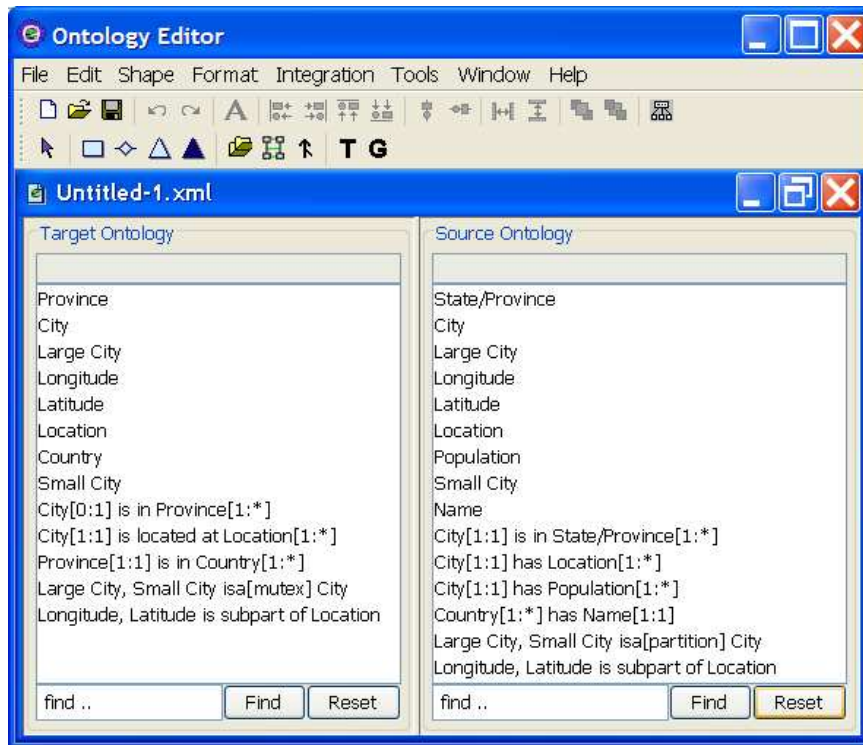 Ontology Editor
File Edit Shape Format Integration Tools Window Help
A
T G
Untitled-1.xml
Target Ontology
Province
City
Large City
Longitude
Latitude
Location
Country
Small City
City[0:1] is in Province[1:*]
City[1:1] is located at Location[1:*]
Province[1:1] is in Country[1:*]
Large City, Small City isa[mutex] City
Longitude, Latitude is subpart of Location
find ..
Find
Reset
Source Ontology
State/Province
City
Large City
Longitude
Latitude
Location
Population
Small City
Name
City[1:1] is in State/Province[1:*]
City[1:1] has Location[1:*]
City[1:1] has Population[1:*]
Country[1:*] has Name[1:1]
Large City, Small City isa[partition] City
Longitude, Latitude is subpart of Location
find ..
Find
Reset